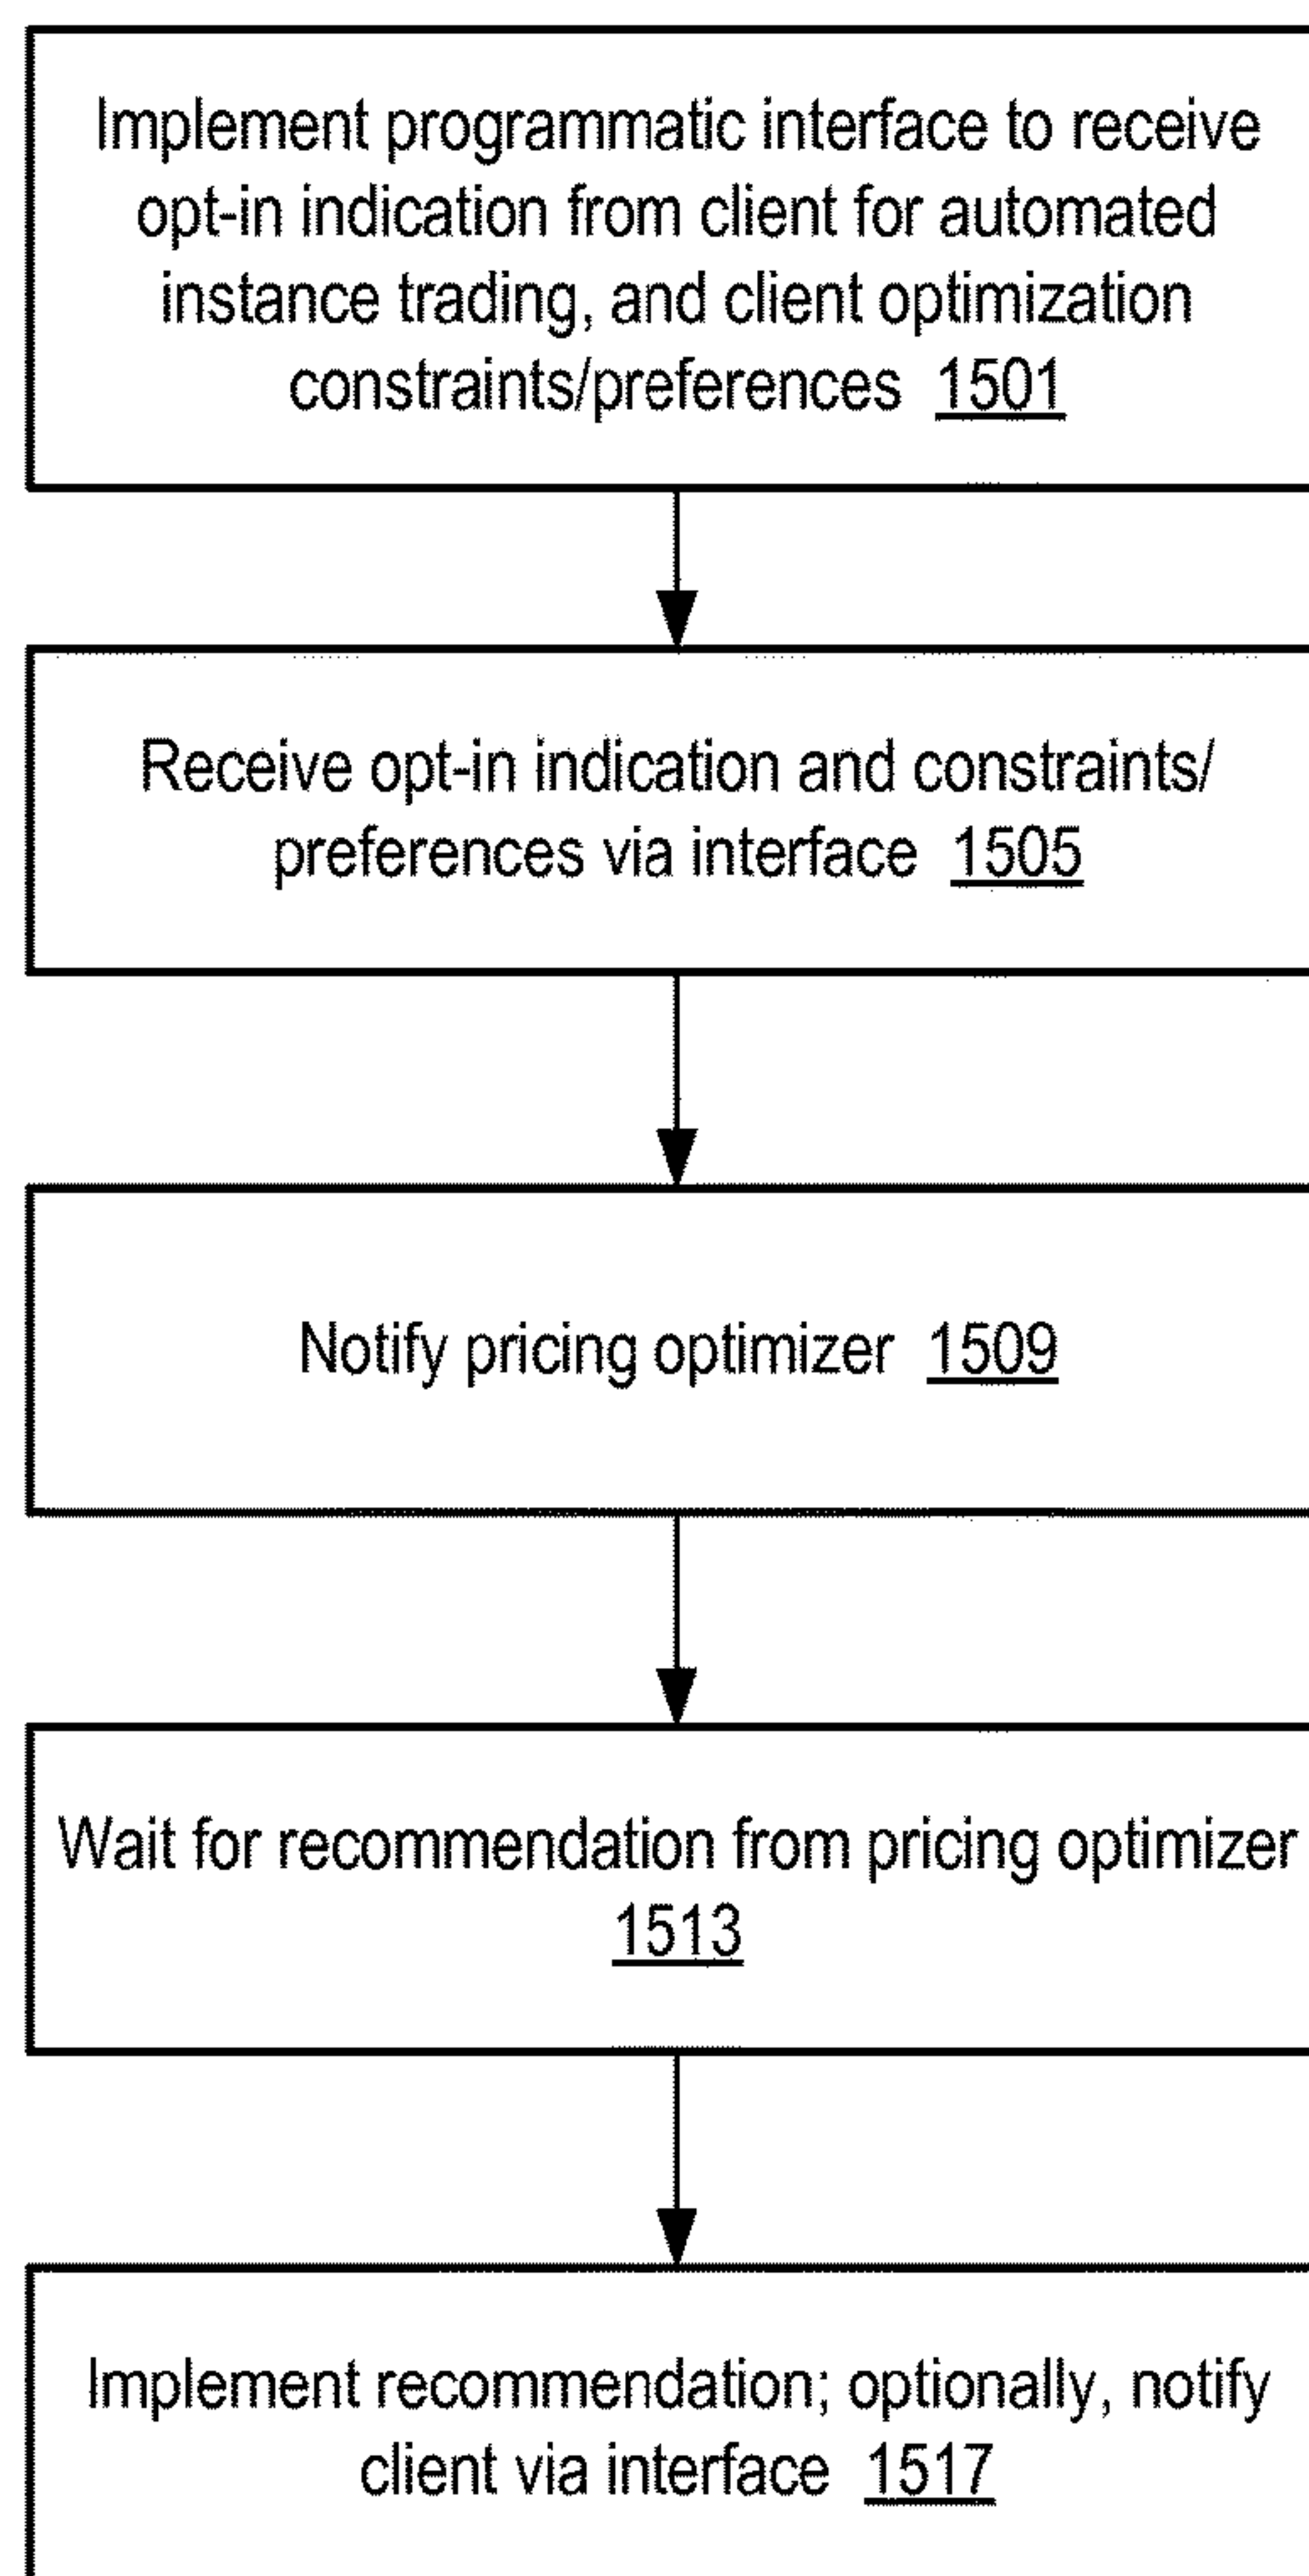 Implement programmatic interface to receive
opt-in indication from client for automated
instance trading, and client optimization
constraints/preferences 1501
Receive opt-in indication and constraints/
preferences via interface 1505
Notify pricing optimizer 1509
Wait for recommendation from pricing optimizer
1513
Implement recommendation; optionally, notify
client via interface 1517